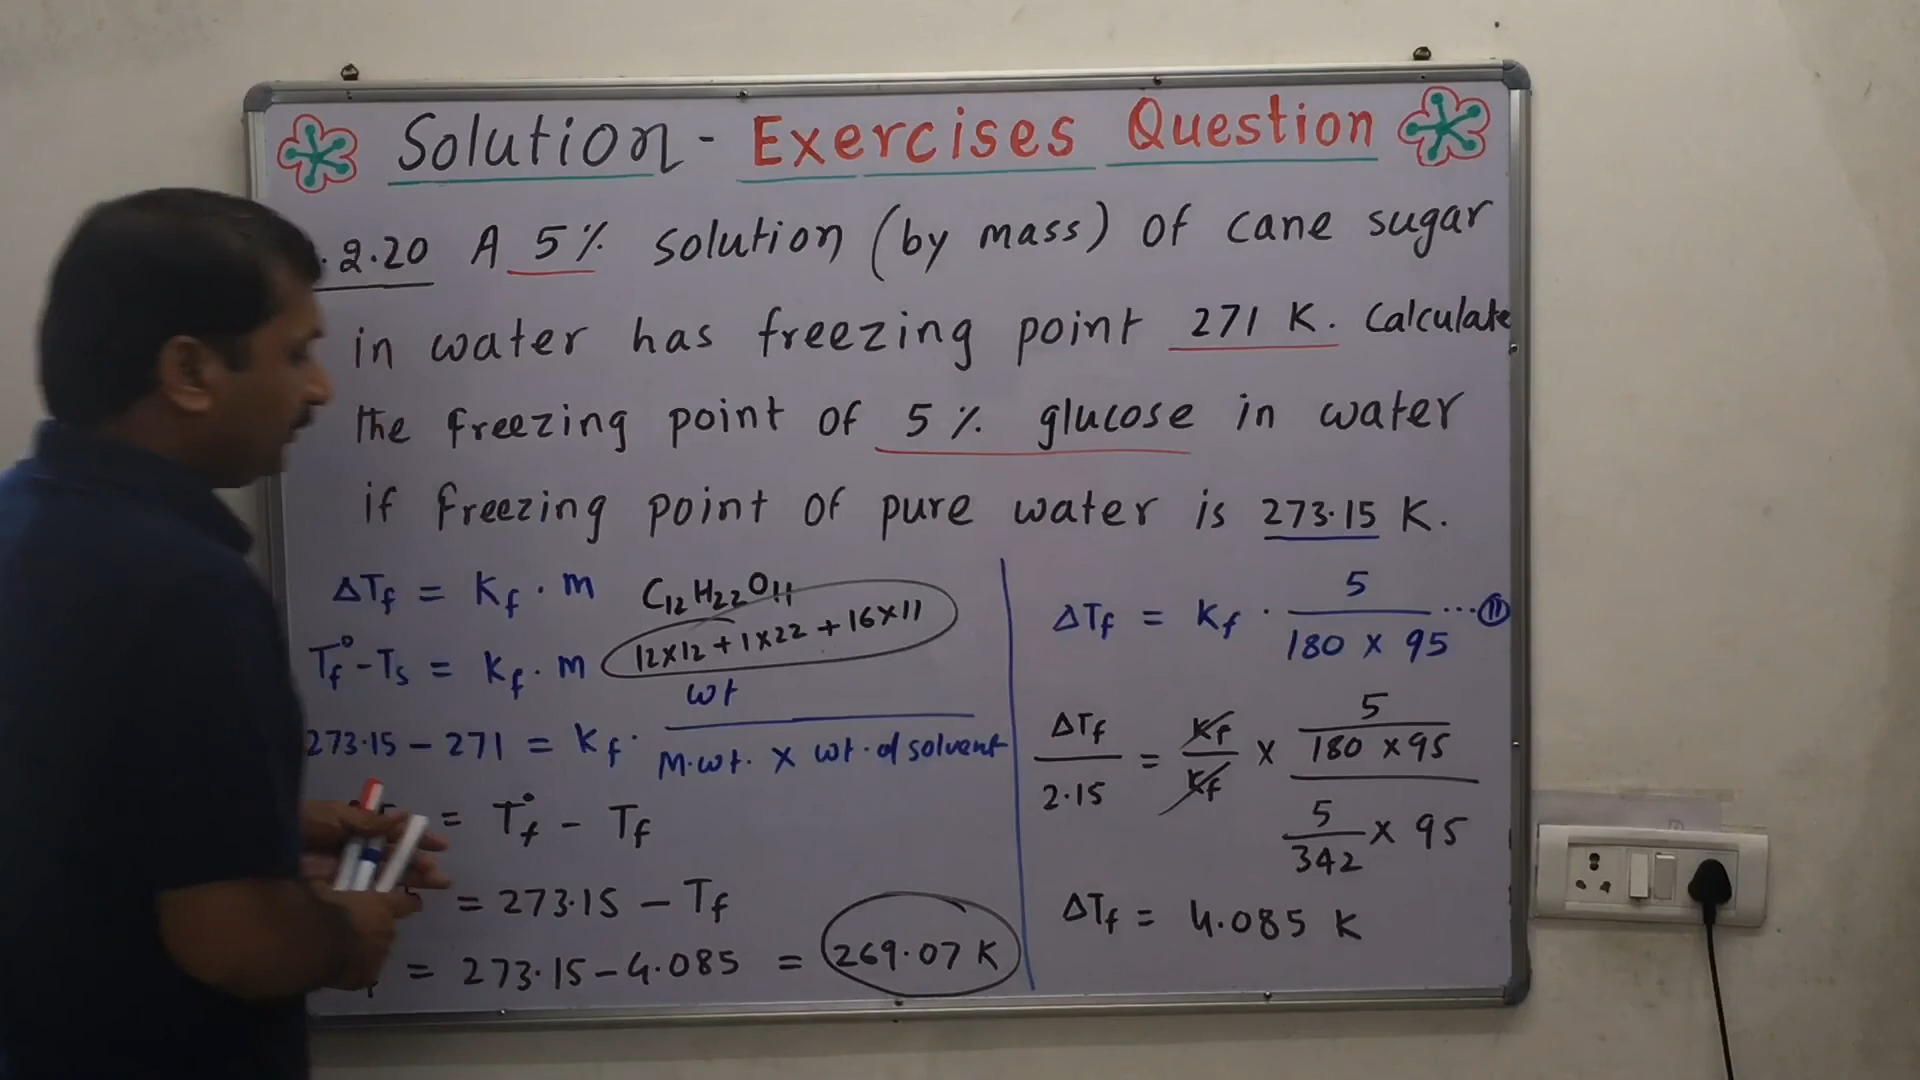 Solution - Exercises Question
.2.20 A 5% solution (by mass) of cane sugar
in water has freezing point 271 K. Calculate
the freezing point of 5% glucose in water
if freezing point of pure water is 273.15 K.
ΔTf = Kf . m
C12H22O11
12x12 + 1x22 + 16x11
Tf° - Ts = Kf . m
273.15 - 271 = Kf . wt / M.wt. x wt. of solvent
= Tf° - Tf
= 273.15 - Tf
= 273.15 - 4.085 = 269.07 K
ΔTf = Kf . 5 / 180 x 95 ... (II)
ΔTf / 2.15 = Kf / Kf x 5 / 180 x 95 / 5 / 342 x 95
ΔTf = 4.085 K